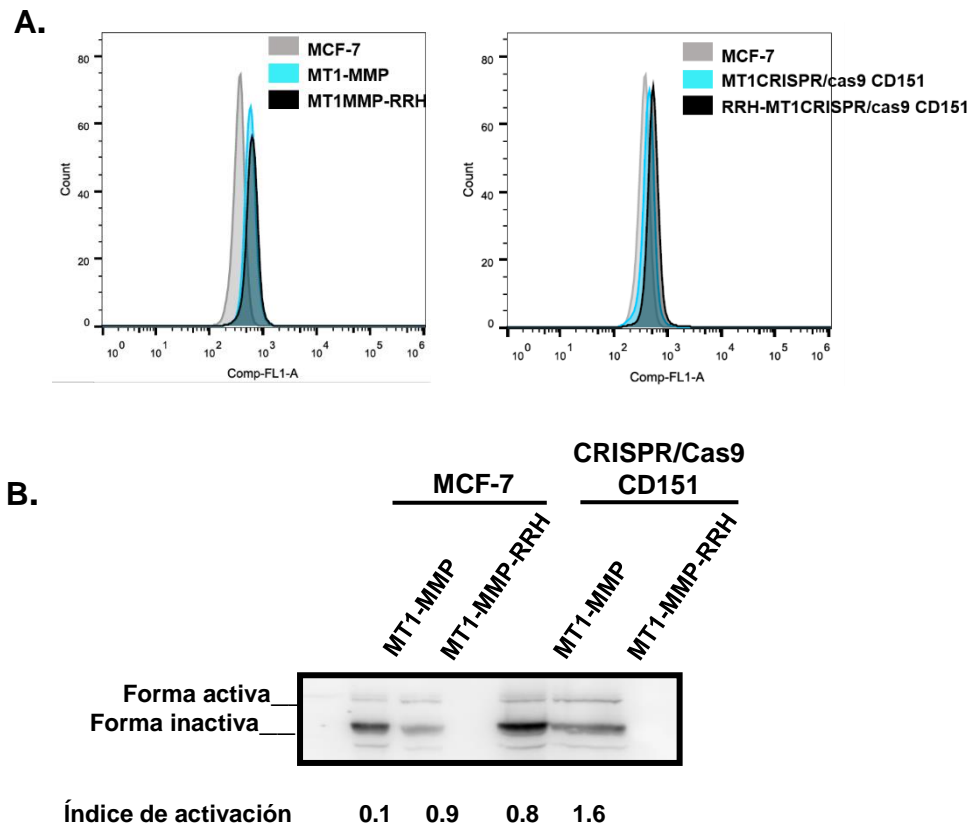 A.
MCF-7
MT1-MMP
MT1MMP-RRH
80
60
40
20
0
Count
10^0 10^1 10^2 10^3 10^4 10^5 10^6
Comp-FL1-A
MCF-7
MT1CRISPR/cas9 CD151
RRH-MT1CRISPR/cas9 CD151
80
60
40
20
0
Count
10^0 10^1 10^2 10^3 10^4 10^5 10^6
Comp-FL1-A
B.
MCF-7
CRISPR/Cas9
CD151
MT1-MMP
MT1-MMP-RRH
MT1-MMP
MT1-MMP-RRH
Forma activa__
Forma inactiva__
Índice de activación 0.1 0.9 0.8 1.6